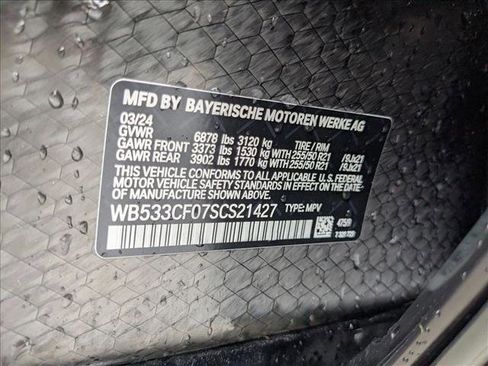 MFD BY BAYERISCHE MOTOREN WERKE AG
03/24
GVWR 6878 lbs 3120 kg TIRE / RIM
GAWR FRONT 3373 lbs 1530 kg WITH 255/50 R21 /9Jx21
GAWR REAR 3902 lbs 1770 kg WITH 255/50 R21 /9Jx21
THIS VEHICLE CONFORMS TO ALL APPLICABLE FEDERAL
MOTOR VEHICLE SAFETY STANDARDS IN EFFECT ON THE
DATE OF MANUFACTURE SHOWN ABOVE.
WB533CF07SCS21427 TYPE: MPV